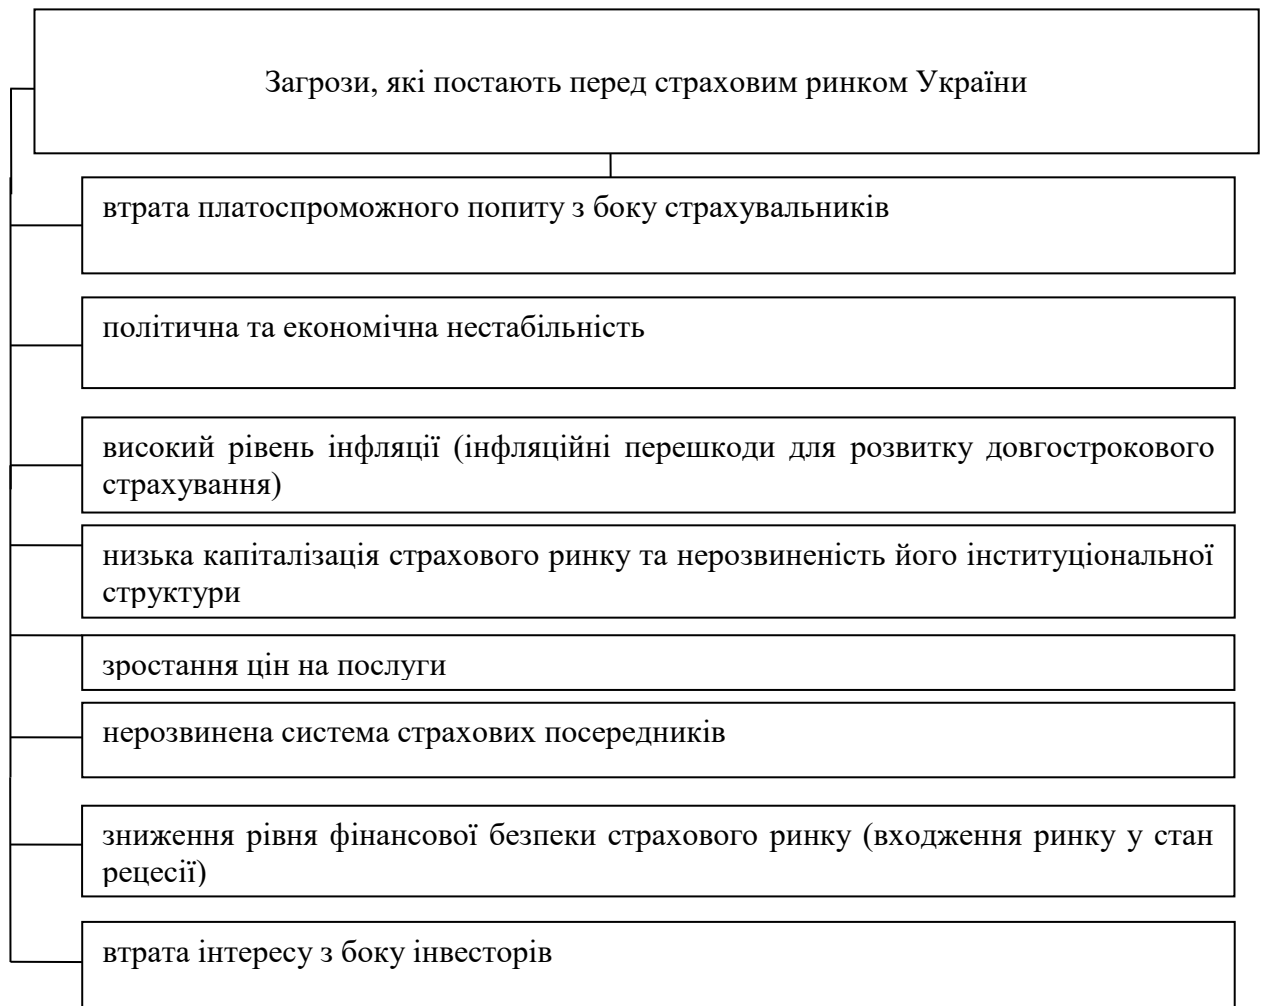 Загрози, які постають перед страховим ринком України
втрата платоспроможного попиту з боку страхувальників
політична та економічна нестабільність
високий рівень інфляції (інфляційні перешкоди для розвитку довгострокового
страхування)
низька капіталізація страхового ринку та нерозвиненість його інституціональної
структури
зростання цін на послуги
нерозвинена система страхових посередників
зниження рівня фінансової безпеки страхового ринку (входження ринку у стан
рецесії)
втрата інтересу з боку інвесторів